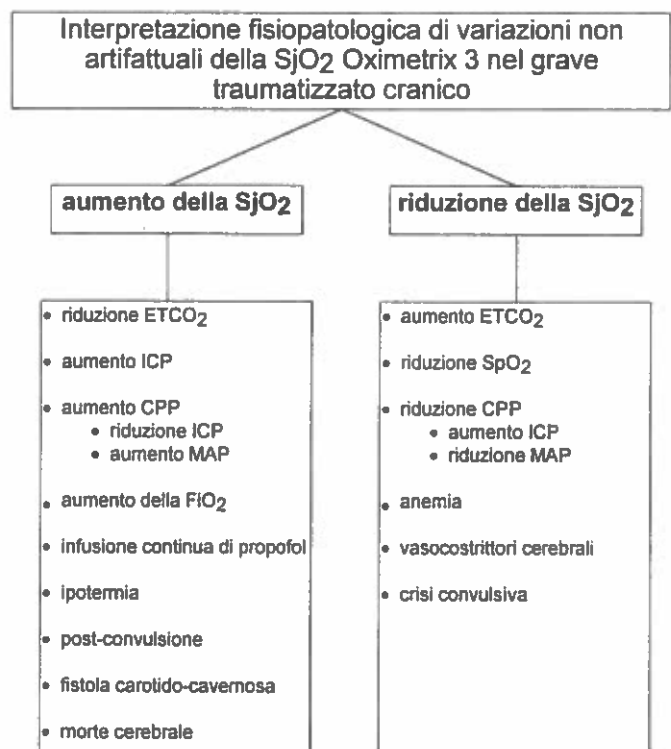 Interpretazione fisiopatologica di variazioni non
artifattuali della SjO2 Oximetrix 3 nel grave
traumatizzato cranico
aumento della SjO2
riduzione della SjO2
• riduzione ETCO2
• aumento ICP
• aumento CPP
• riduzione ICP
• aumento MAP
• aumento della FIO2
• infusione continua di propofol
• ipotermia
• post-convulsione
• fistola carotido-cavernosa
• morte cerebrale
• aumento ETCO2
• riduzione SpO2
• riduzione CPP
• aumento ICP
• riduzione MAP
• anemia
• vasocostrittori cerebrali
• crisi convulsiva